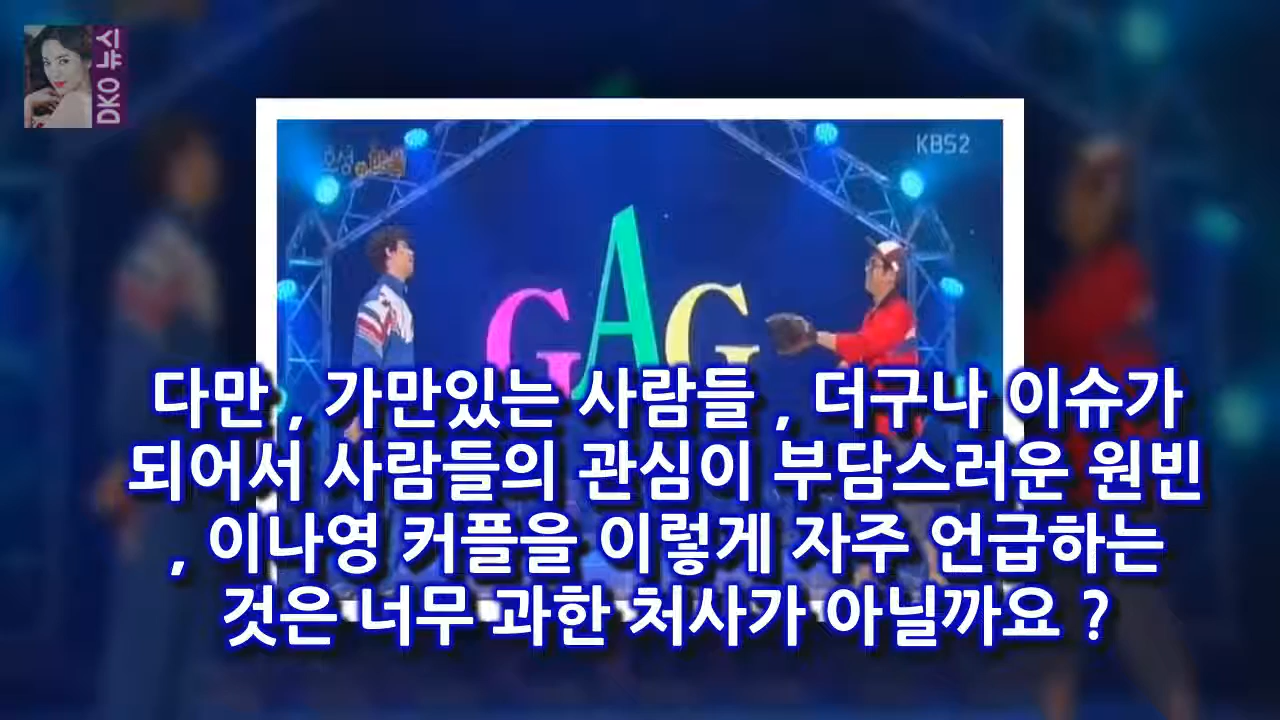 DKO 뉴스
KBS2
GAG
다만 , 가만있는 사람들 , 더구나 이슈가
되어서 사람들의 관심이 부담스러운 원빈
, 이나영 커플을 이렇게 자주 언급하는
것은 너무 과한 처사가 아닐까요 ?